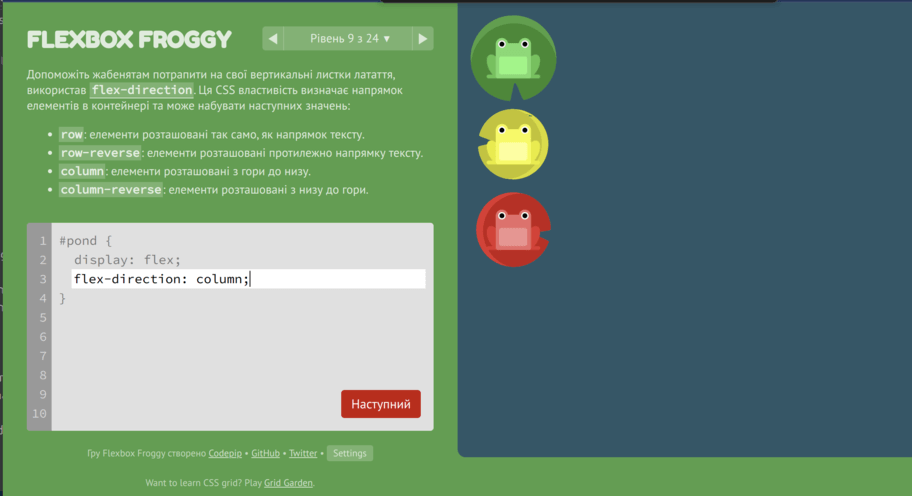 FLEXBOX FROGGY
◀ Рівень 9 з 24 ▾ ▶
Допоможіть жабенятам потрапити на свої вертикальні листки латаття,
використав flex-direction. Ця CSS властивість визначає напрямок
елементів в контейнері та може набувати наступних значень:
• row: елементи розташовані так само, як напрямок тексту.
• row-reverse: елементи розташовані протилежно напрямку тексту.
• column: елементи розташовані з гори до низу.
• column-reverse: елементи розташовані з низу до гори.
1 #pond {
2 display: flex;
3 flex-direction: column;
4 }
5
6
7
8
9
10
Наступний
Гру Flexbox Froggy створено Codepip • GitHub • Twitter • Settings
Want to learn CSS grid? Play Grid Garden.